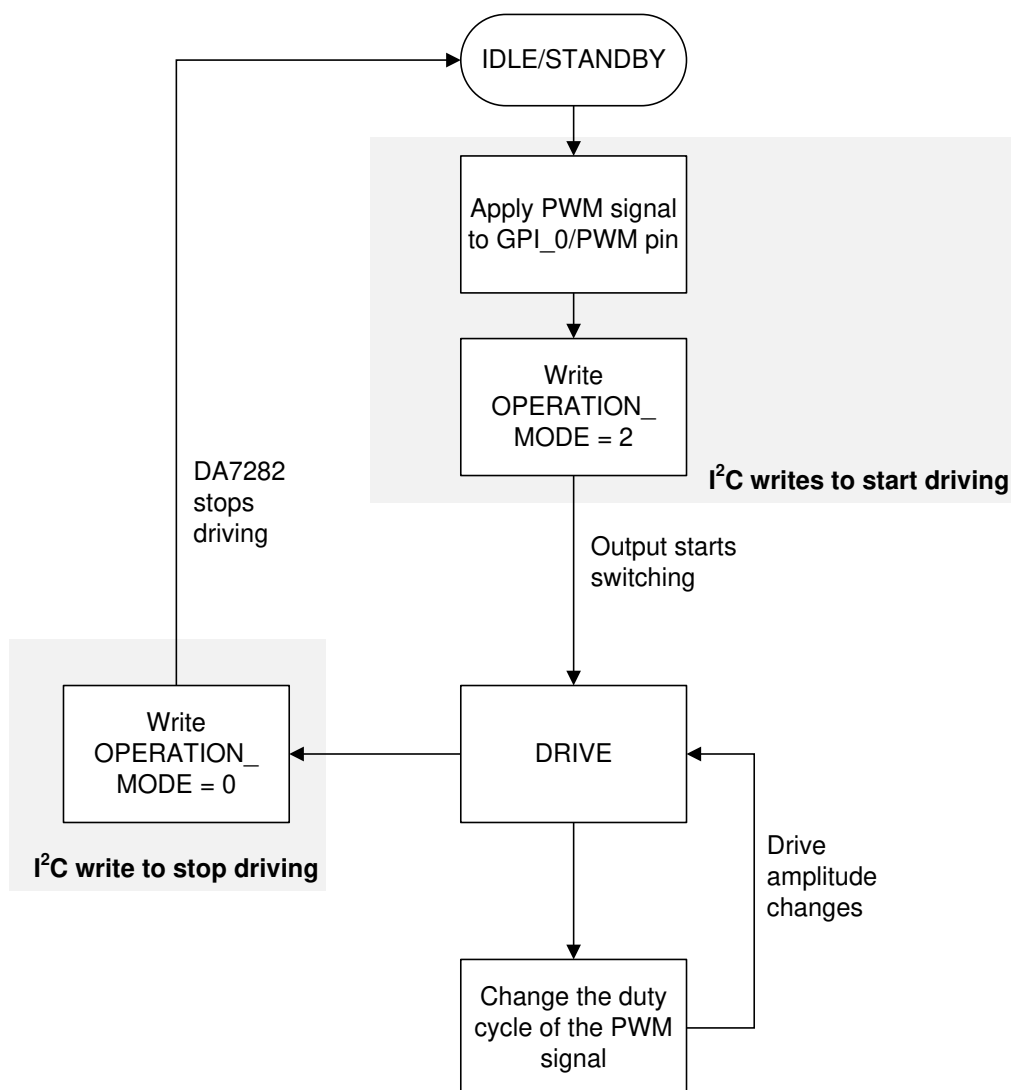 IDLE/STANDBY
Apply PWM signal
to GPI_0/PWM pin
Write
OPERATION_
MODE = 2
I²C writes to start driving
DA7282
stops
driving
Output starts
switching
Write
OPERATION_
MODE = 0
I²C write to stop driving
DRIVE
Drive
amplitude
changes
Change the duty
cycle of the PWM
signal